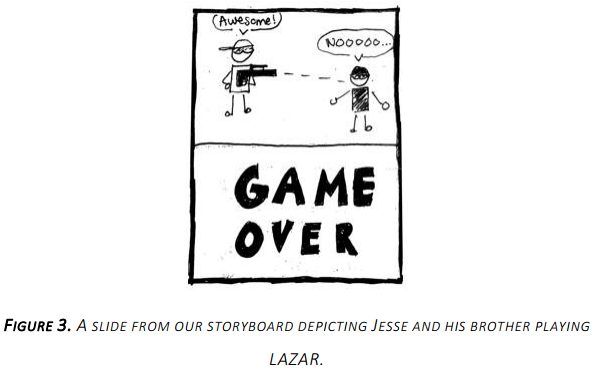 (Awesome!)
NOOOOO...
GAME
OVER
FIGURE 3. A SLIDE FROM OUR STORYBOARD DEPICTING JESSE AND HIS BROTHER PLAYING
LAZAR.